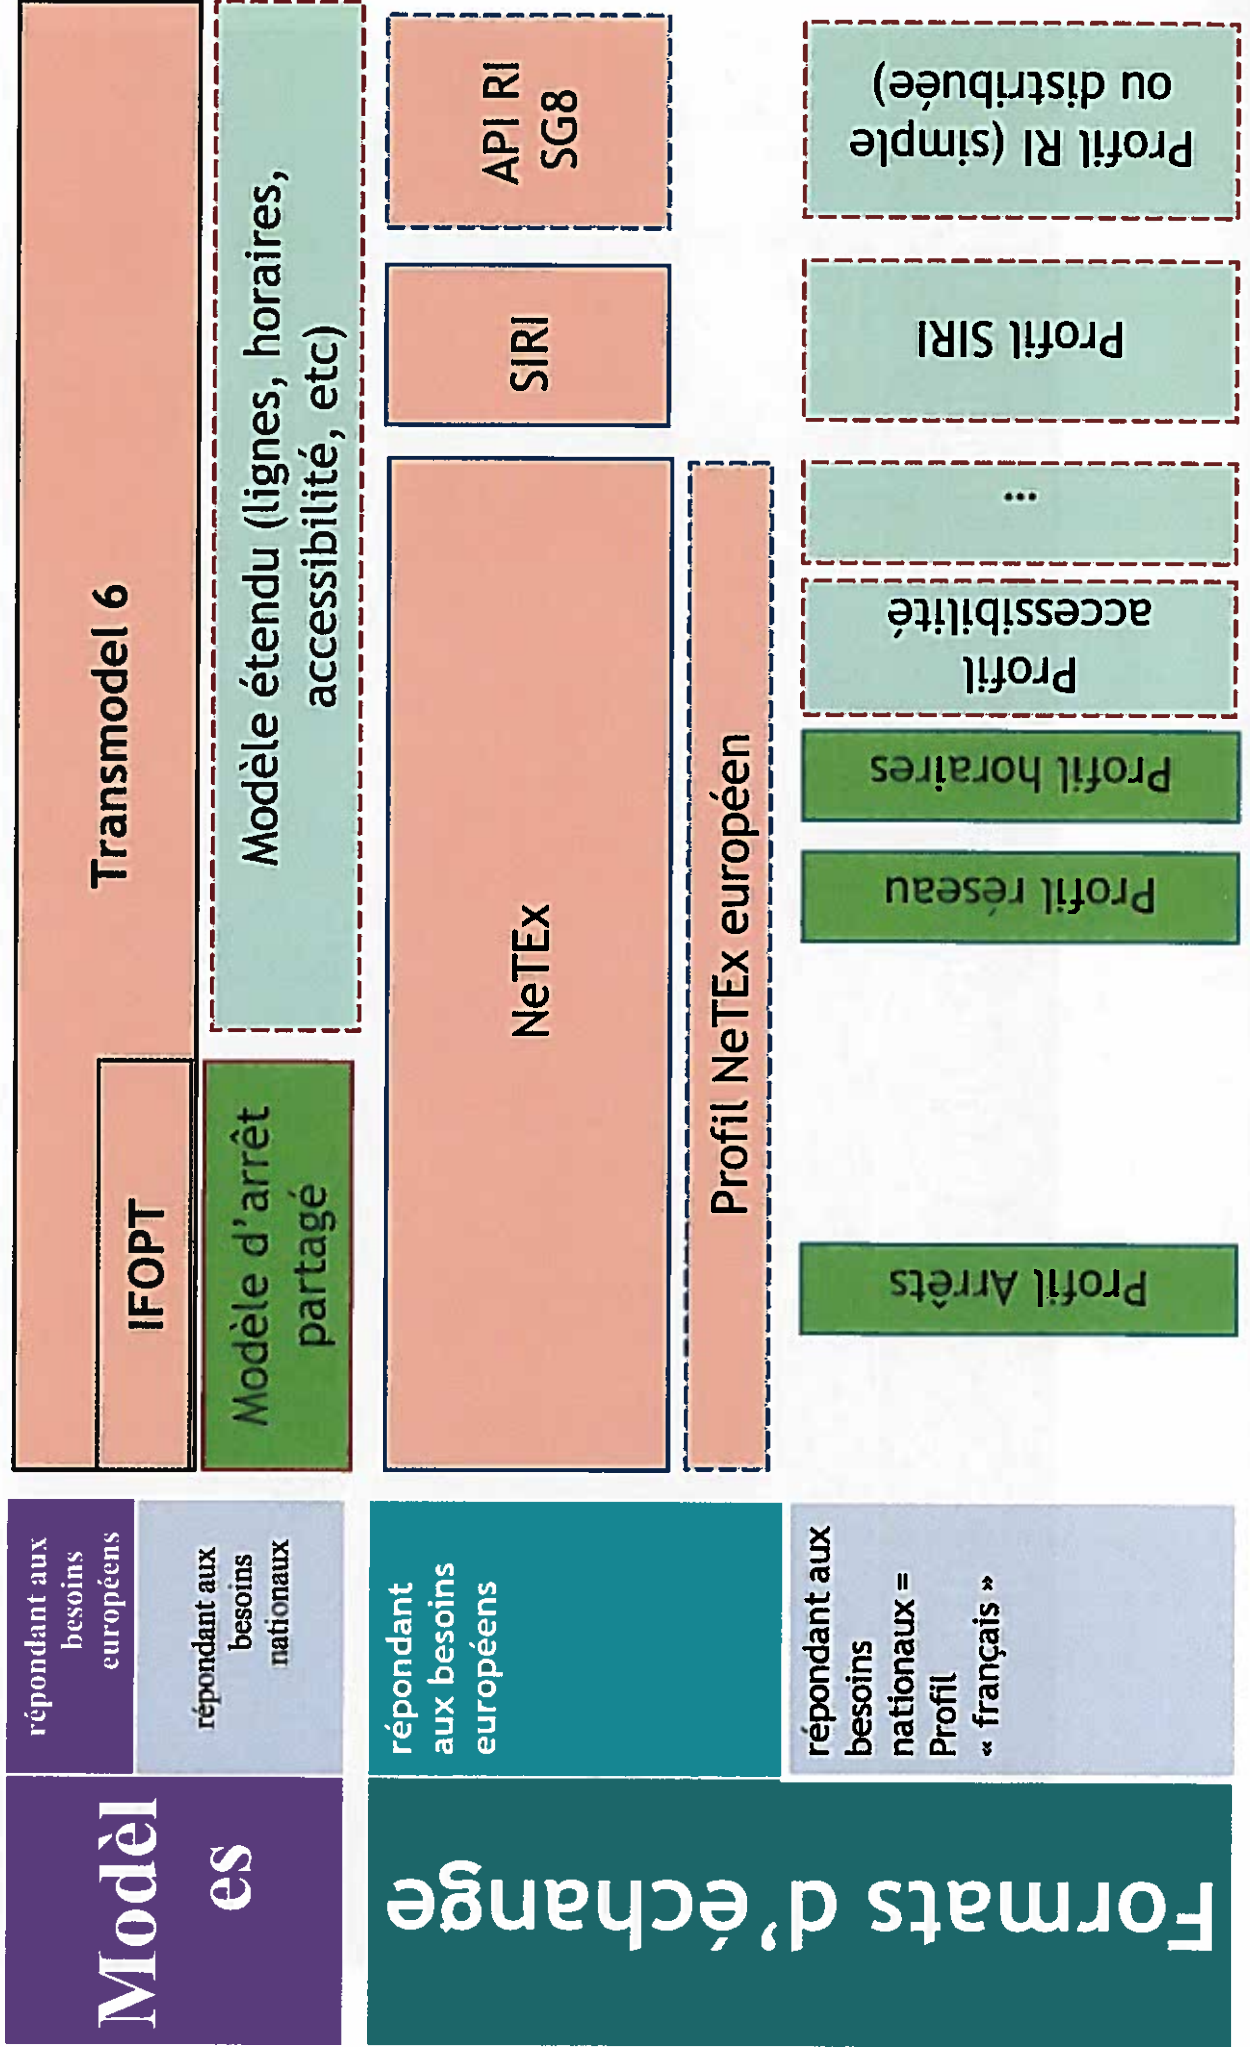 Modèl
es
répondant aux
besoins
européens
Transmodel 6
IFOPT
répondant aux
besoins
nationaux
Modèle d'arrêt
partagé
Modèle étendu (lignes, horaires,
accessibilité, etc)
Formats d'échange
répondant
aux besoins
européens
NeTEx
SIRI
API RI
SG8
Profil NeTEx européen
répondant aux
besoins
nationaux =
Profil
« français »
Profil Arrêts
Profil réseau
Profil horaires
Profil
accessibilité
...
Profil SIRI
Profil RI (simple
ou distribuée)